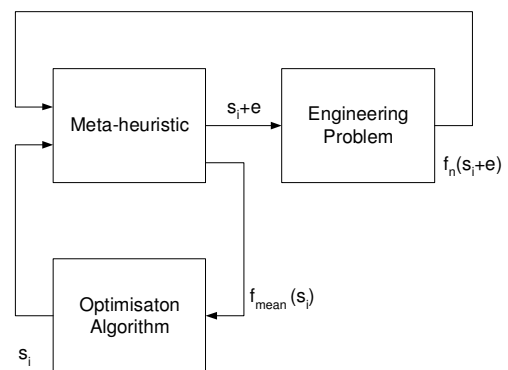 Meta-heuristic
s_i+e
Engineering
Problem
f_n(s_i+e)
f_mean (s_i)
Optimisaton
Algorithm
s_i